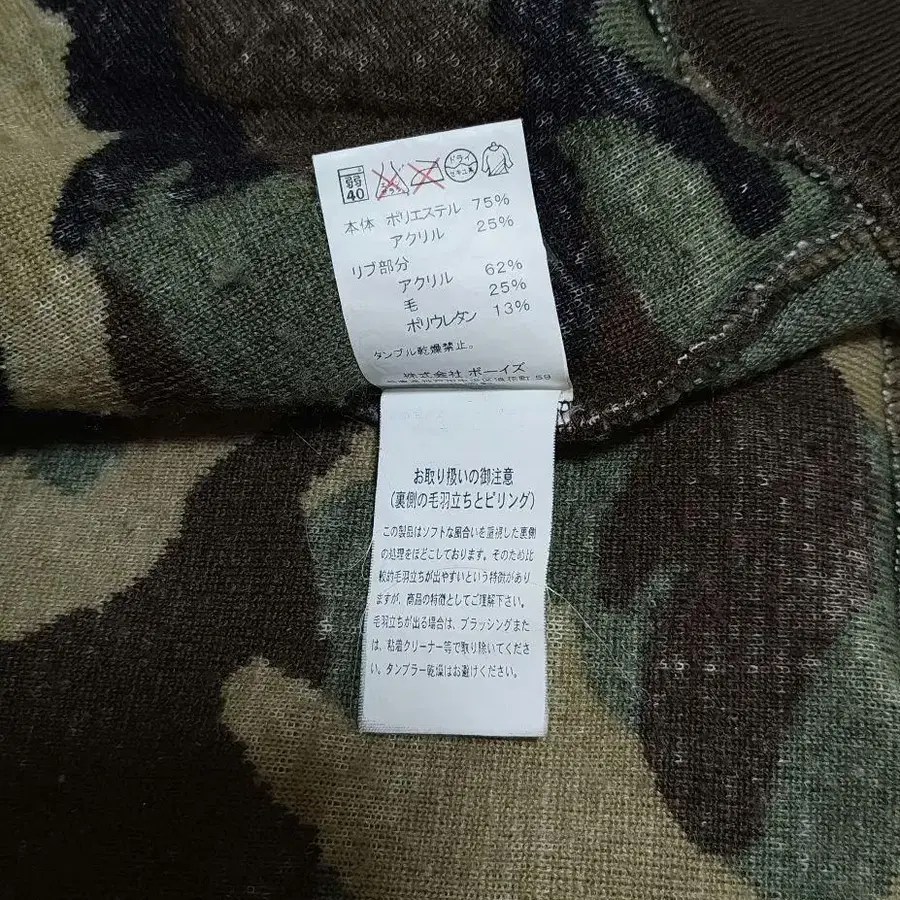 弱
40
ドライ
本体 ポリエステル 75%
アクリル 25%
リブ部分
アクリル 62%
毛 25%
ポリウレタン 13%
タンブル乾燥禁止。
株式会社 ボーイズ
59
お取り扱いの御注意
(裏側の毛羽立ちとピリング)
この製品はソフトな風合いを重視した裏側
の処理をほどこしております。そのため比
較的毛羽立ちが出やすいという特徴があり
ますが、商品の特徴としてご理解下さい。
毛羽立ちが出る場合は、ブラッシングまた
は、粘着クリーナー等で取り除いてくださ
い。タンブラー乾燥はお避けください。